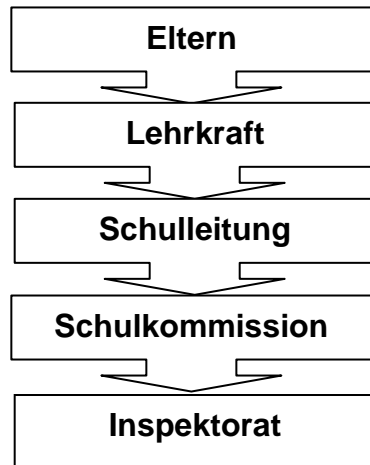 Eltern
Lehrkraft
Schulleitung
Schulkommission
Inspektorat